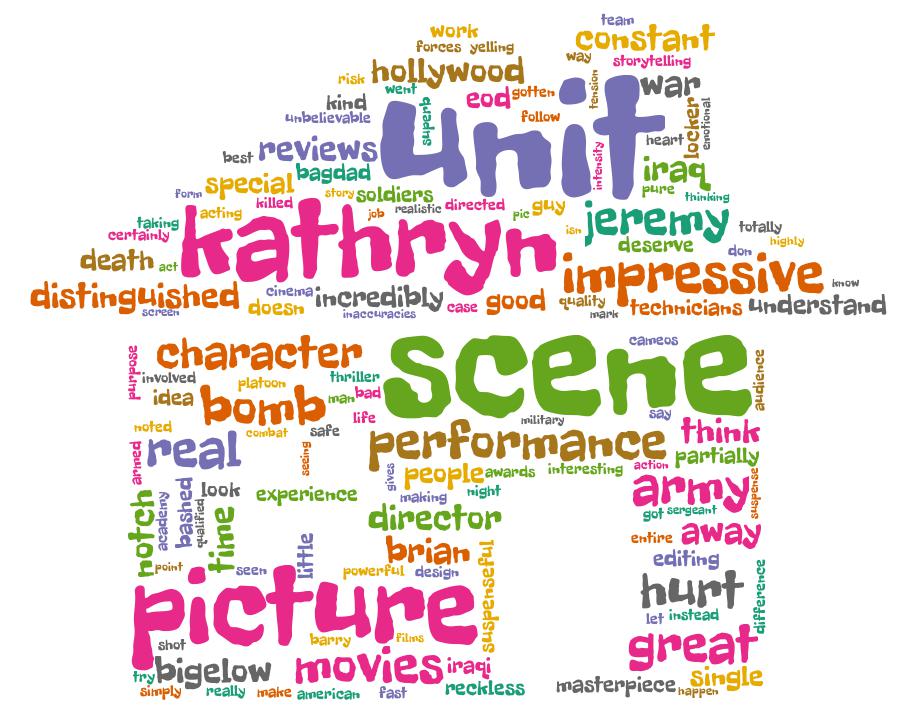 team
work
constant
forces yelling
way
storytelling
hollywood
risk
went
eod
gotten
tension
war
kind
unbelievable
superb
unit
follow
locker
emotional
heart
intensity
best
reviews
bagdad
iraq
pure
special
form
story
soldiers
thinking
killed
acting
taking
certainly
job
realistic
directed
pic
guy
isn
jeremy
totally
highly
kathryn
deserve
don
death
act
impressive
know
distinguished
screen
cinema
doesn
incredibly
inaccuracies
case
good
quality
mark
technicians
understand
purpose
character
scene
cameos
audience
involved
platoon
thriller
idea
bomb
man
bad
life
military
say
noted
combat
safe
real
performance
think
armed
seeing
gives
people
awards
interesting
action
partially
making
night
army
suspense
notch
academy
bashed
qualified
look
time
experience
director
got
sergeant
entire
away
brian
little
point
seen
powerful
design
suspenseful
editing
hurt
difference
let
instead
picture
barry
films
shot
great
try
bigelow
movies
iraqi
simply
really
make
american
fast
reckless
masterpiece
single
happen